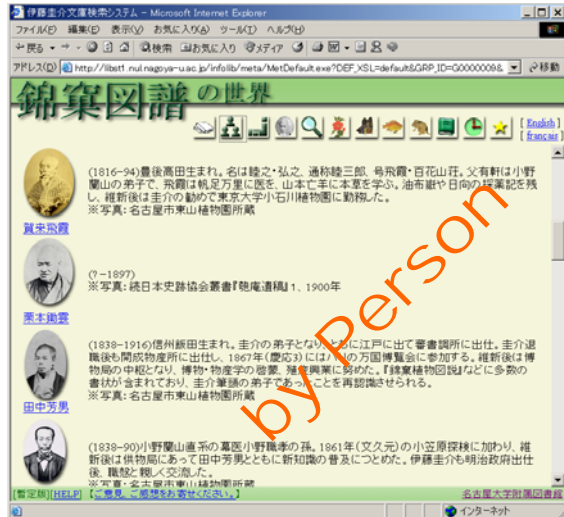 伊藤圭介文庫検索システム - Microsoft Internet Explorer
ファイル(F) 編集(E) 表示(V) お気に入り(A) ツール(T) ヘルプ(H)
戻る 検索 お気に入り メディア
アドレス(D) http://libst1.nul.nagoya-u.ac.jp/infolib/meta/MetDefault.exe?DEF_XSL=default&GRP_ID=G0000009& 移動
錦窠図譜の世界
[English]
[francais]
(1816-94)豊後高田生まれ。名は睦之・弘之、通称睦三郎、号飛霞・百花山荘。父有軒は小野
蘭山の弟子で、飛霞は帆足万里に医を、山本亡羊に本草を学ぶ。油布嶽や日向の採薬記を残
し、維新後は圭介の勧めで東京大学小石川植物園に勤務した。
※写真:名古屋市東山植物園所蔵
賀来飛霞
(?-1897)
※写真:続日本史跡協会叢書『匏庵遺稿』1、1900年
栗本鋤雲
(1838-1916)信州飯田生まれ。圭介の弟子となり、ともに江戸に出て蕃書調所に出仕。圭介退
職後も開成物産所に出仕し、1867年(慶応3)にはパリの万国博覧会に参加する。維新後は博
物局の中枢となり、博物・物産学の啓蒙、殖産興業に努めた。『錦窠植物図説』などに多数の
書状が含まれており、圭介筆頭の弟子であったことを再認識させられる。
※写真:名古屋市東山植物園所蔵
田中芳男
(1838-90)小野蘭山直系の幕医小野職孝の孫。1861年(文久元)の小笠原探検に加わり、維
新後は供物局にあって田中芳男とともに新知識の普及につとめた。伊藤圭介も明治政府出仕
後、職愨と親しく交流した。
※写真:名古屋市東山植物園所蔵
by Person
[暫定版][HELP] [ご意見、ご感想をお寄せください。] 名古屋大学附属図書館
インターネット